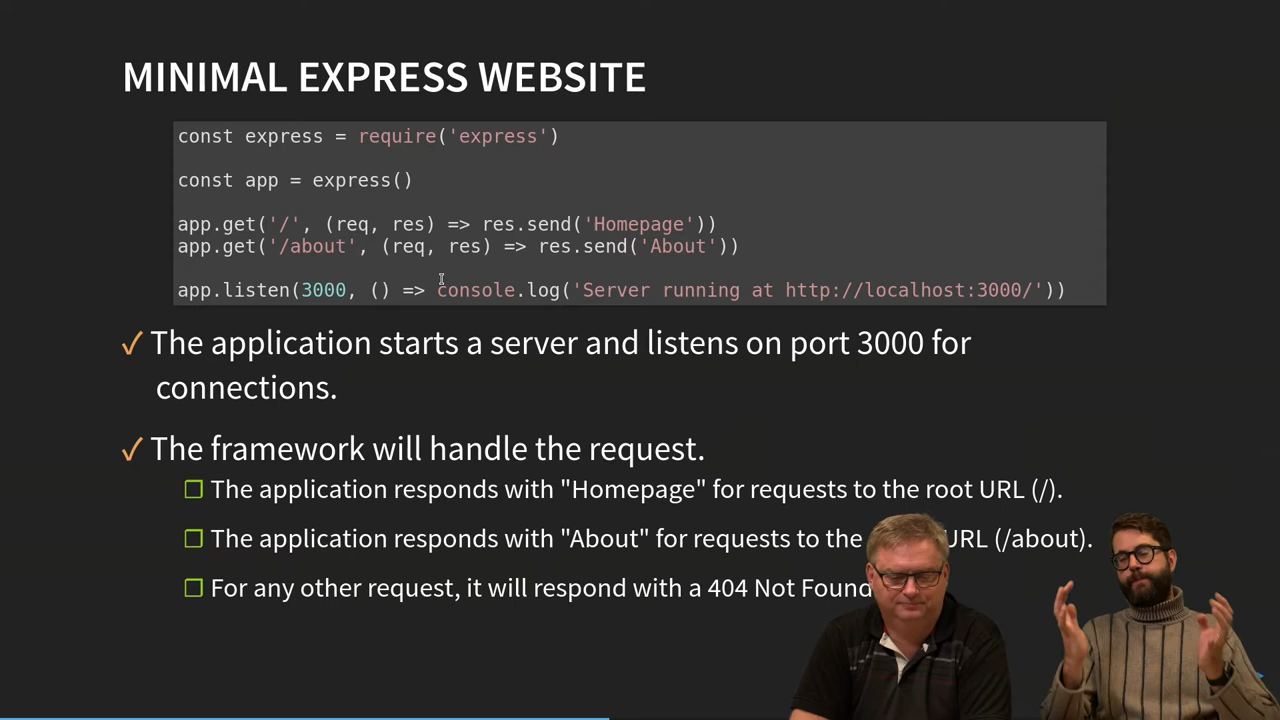 MINIMAL EXPRESS WEBSITE
const express = require('express')
const app = express()
app.get('/', (req, res) => res.send('Homepage'))
app.get('/about', (req, res) => res.send('About'))
app.listen(3000, () => console.log('Server running at http://localhost:3000/'))
✓ The application starts a server and listens on port 3000 for
connections.
✓ The framework will handle the request.
❐ The application responds with "Homepage" for requests to the root URL (/).
❐ The application responds with "About" for requests to the URL (/about).
❐ For any other request, it will respond with a 404 Not Found